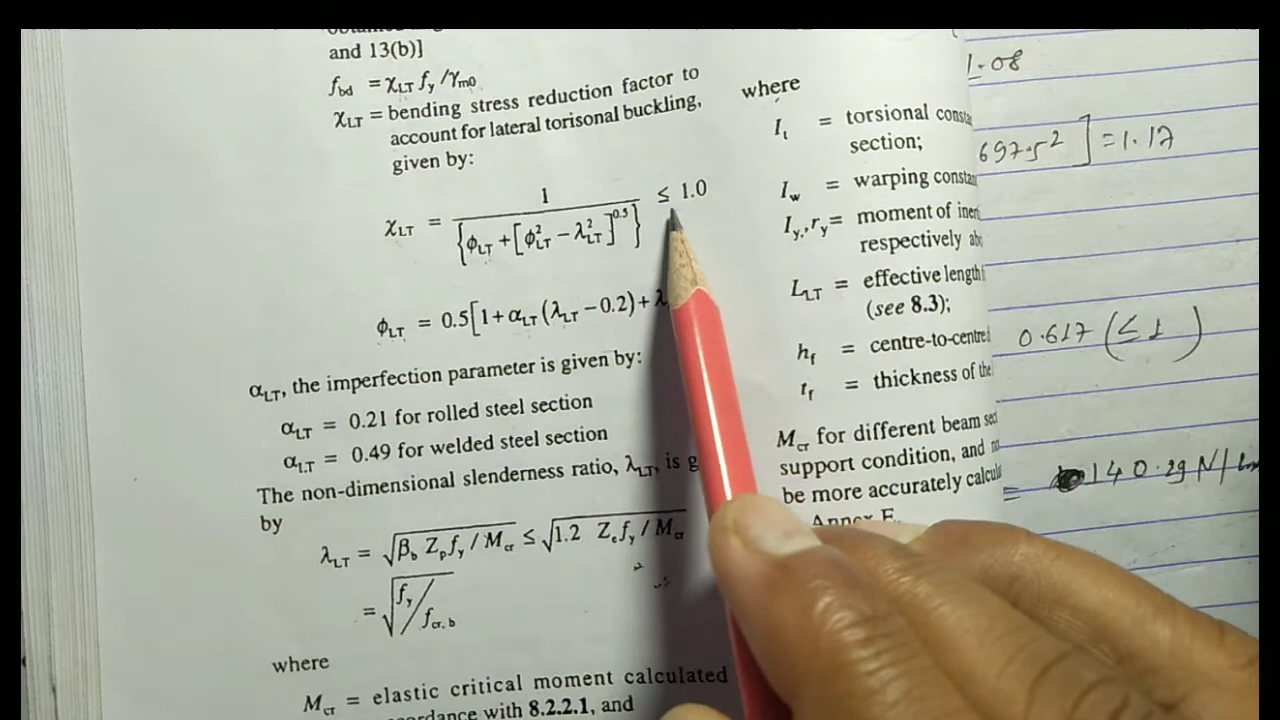 and 13(b)]
f_bd = χ_LT f_y /γ_m0
χ_LT = bending stress reduction factor to
account for lateral torisonal buckling,
given by:
χ_LT = 1 / {φ_LT + [φ²_LT − λ²_LT]^0.5} ≤ 1.0
φ_LT = 0.5[1+α_LT (λ_LT −0.2)+λ
α_LT, the imperfection parameter is given by:
α_LT = 0.21 for rolled steel section
α_LT = 0.49 for welded steel section
The non-dimensional slenderness ratio, λ_LT, is
by
λ_LT = √(β_b Z_p f_y / M_cr) ≤ √(1.2 Z_e f_y / M_cr)
= √(f_y / f_cr,b)
where
M_cr = elastic critical moment calculated
with 8.2.2.1, and
where
I_t = torsional
section;
I_w = warping
I_y, r_y = moment of
respectively
L_LT = effective length
(see 8.3);
h_f = centre-to-centre
t_f = thickness of the
M_cr for different beam
support condition, and
be more accurately
Annex E.
1.08
697.5² ] = 1.17
0.617 (≤ 1)
= 140.29 N/